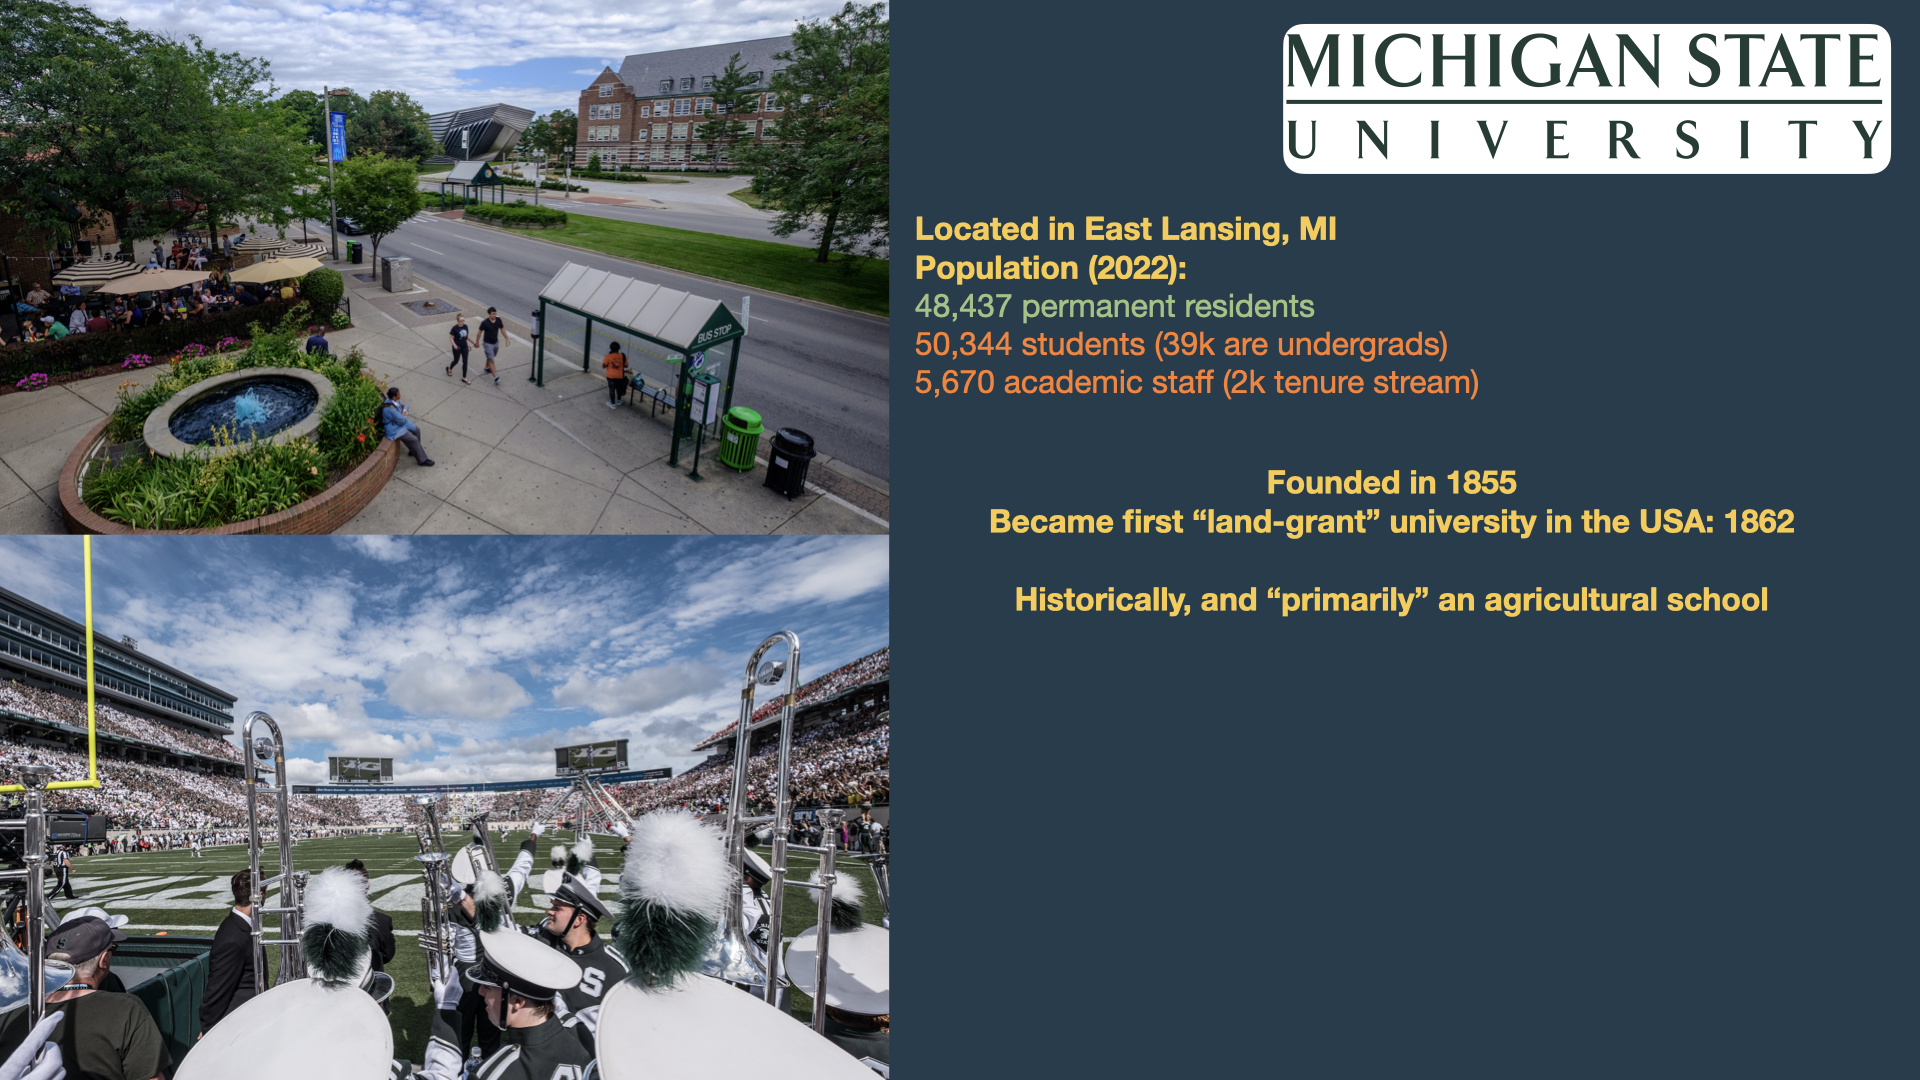 MICHIGAN STATE
UNIVERSITY
Located in East Lansing, MI
Population (2022):
48,437 permanent residents
50,344 students (39k are undergrads)
5,670 academic staff (2k tenure stream)
Founded in 1855
Became first “land-grant” university in the USA: 1862
Historically, and “primarily” an agricultural school
BUS STOP
S